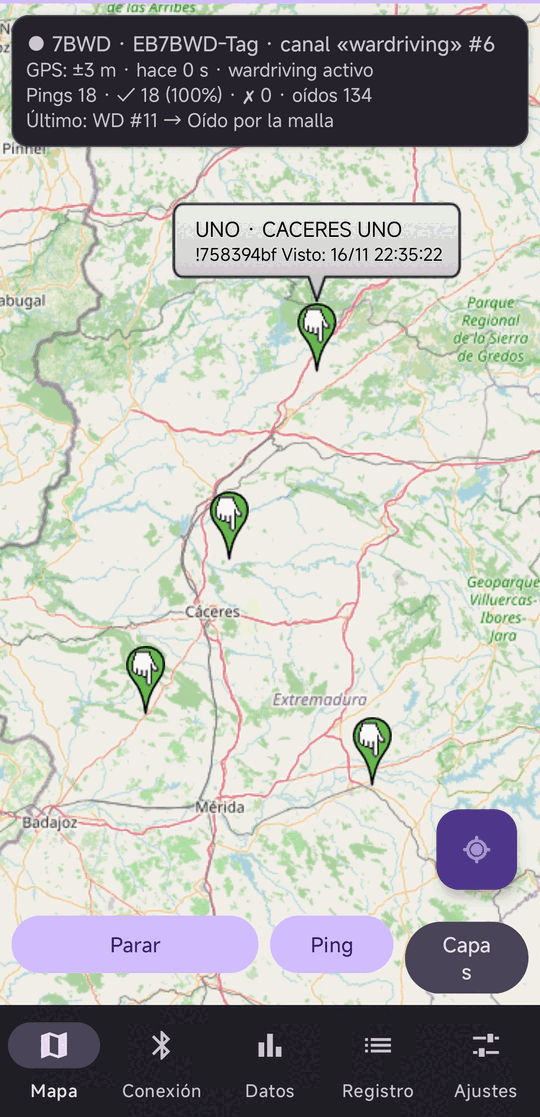 de las Arribes
7BWD · EB7BWD-Tag · canal «wardriving» #6
GPS: ±3 m · hace 0 s · wardriving activo
Pings 18 · ✓ 18 (100%) · ✗ 0 · oídos 134
Último: WD #11 → Oído por la malla
Pinhel
UNO · CACERES UNO
!758394bf Visto: 16/11 22:35:22
abugal
Parque
Regional
de la Sierra
de Gredos
Geoparque
Villuercas-
Ibores-
Jara
Cáceres
Extremadura
Mérida
Badajoz
Parar
Ping
Capa
s
Mapa
Conexión
Datos
Registro
Ajustes